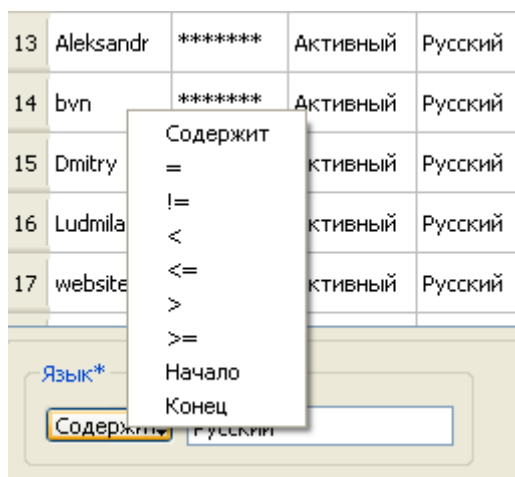 13 Aleksandr ******* Активный Русский
14 bvn ******* Активный Русский
Содержит
15 Dmitry ктивный Русский
=
!=
16 Ludmila ктивный Русский
<
<=
17 website ктивный Русский
>
>=
Язык*
Начало
Конец
Содержит Русский